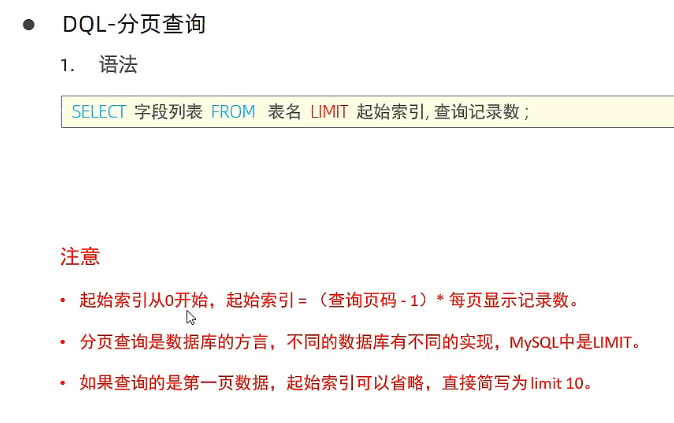 ● DQL-分页查询
1. 语法
SELECT 字段列表 FROM 表名 LIMIT 起始索引, 查询记录数 ;
注意
• 起始索引从0开始，起始索引 = （查询页码 - 1）* 每页显示记录数。
• 分页查询是数据库的方言，不同的数据库有不同的实现，MySQL中是LIMIT。
• 如果查询的是第一页数据，起始索引可以省略，直接简写为 limit 10。